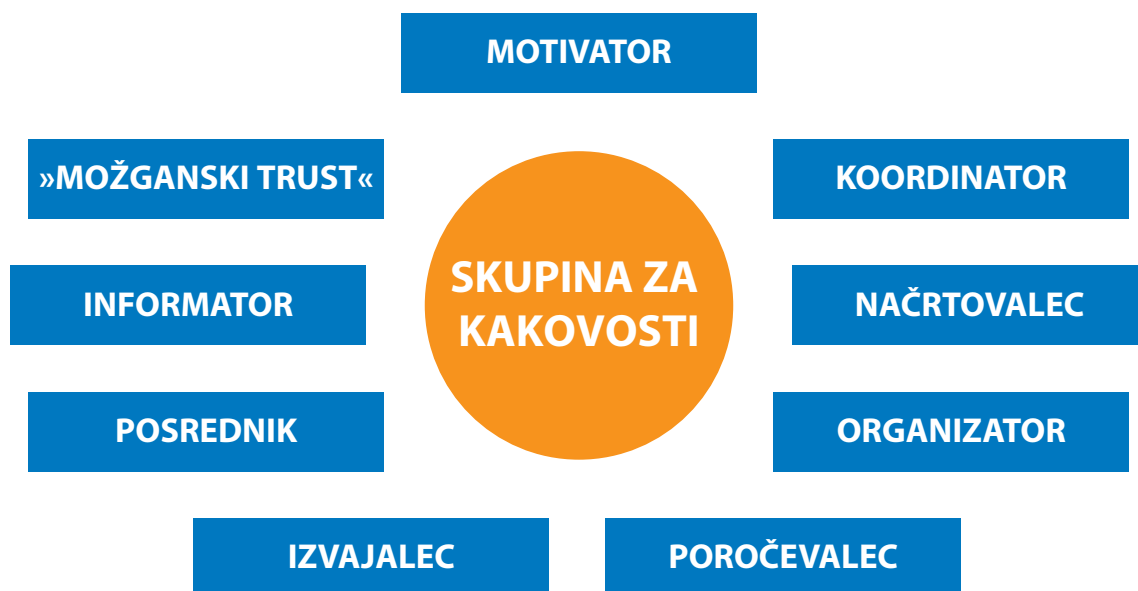 MOTIVATOR
»MOŽGANSKI TRUST«
KOORDINATOR
SKUPINA ZA
KAKOVOSTI
INFORMATOR
NAČRTOVALEC
POSREDNIK
ORGANIZATOR
IZVAJALEC
POROČEVALEC